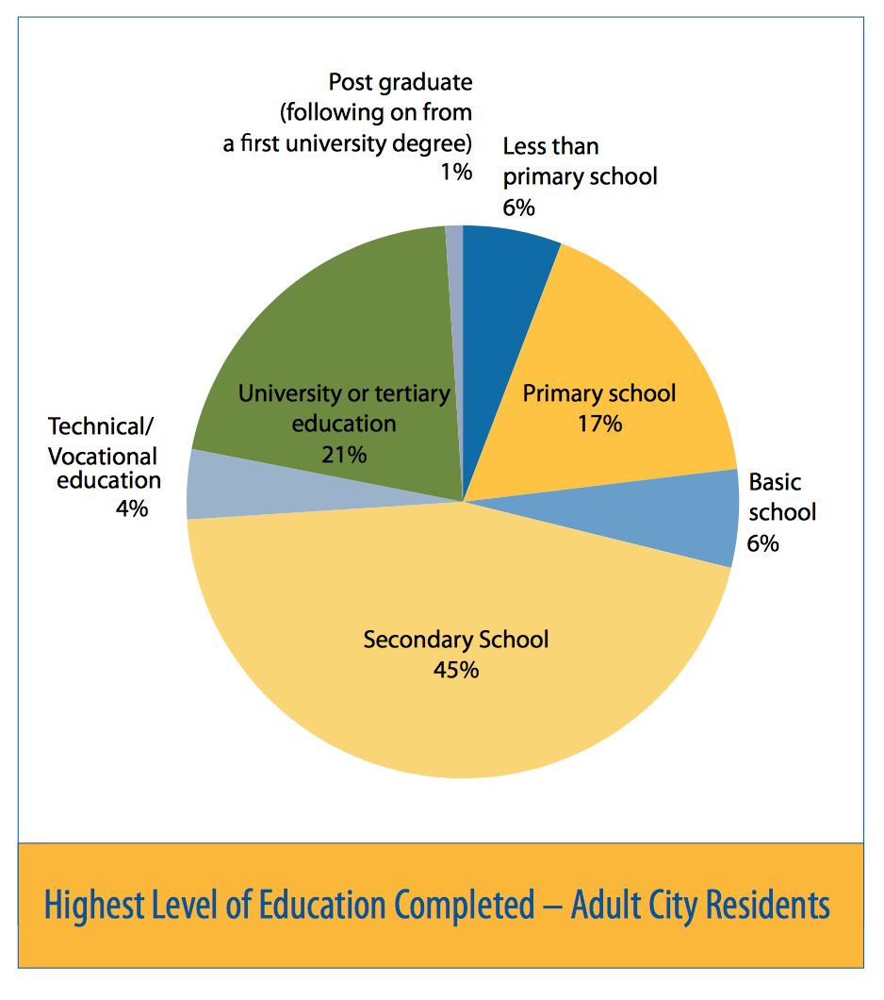 Post graduate
(following on from
a first university degree)
1%
Less than
primary school
6%
Primary school
17%
Basic
school
6%
Secondary School
45%
Technical/
Vocational
education
4%
University or tertiary
education
21%
Highest Level of Education Completed – Adult City Residents